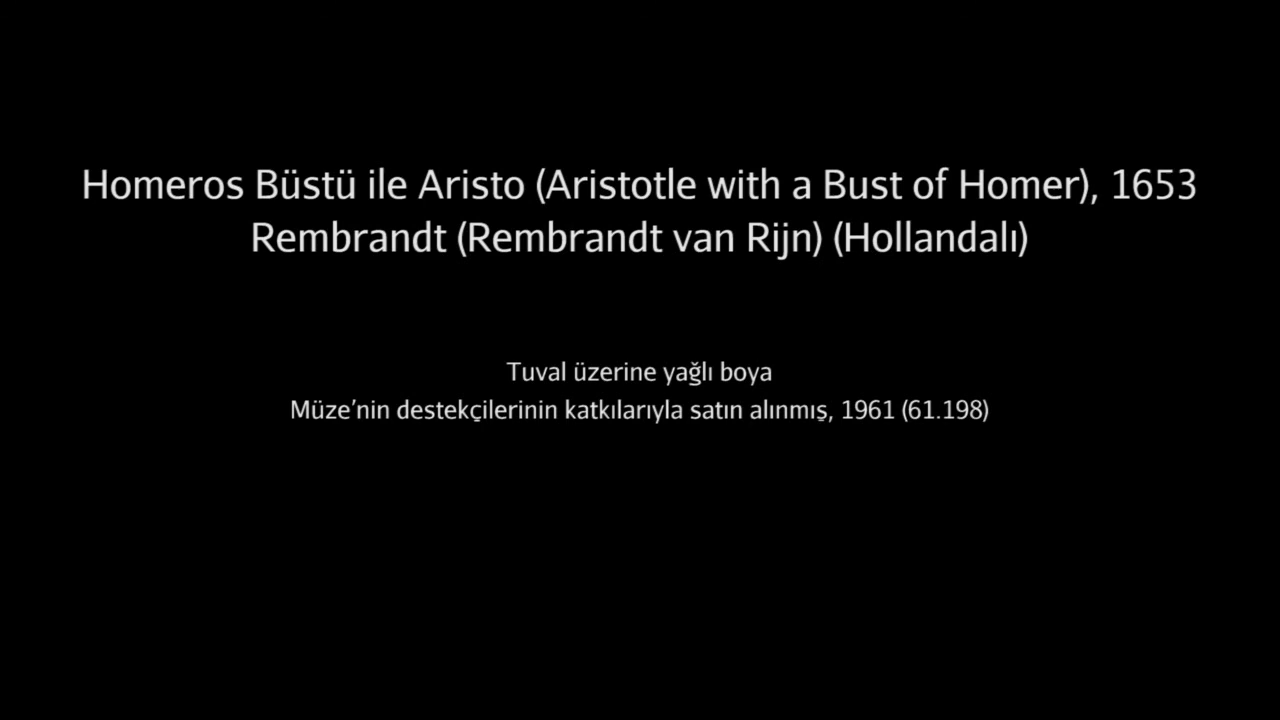 Homeros Büstü ile Aristo (Aristotle with a Bust of Homer), 1653
Rembrandt (Rembrandt van Rijn) (Hollandalı)
Tuval üzerine yağlı boya
Müze’nin destekçilerinin katkılarıyla satın alınmış, 1961 (61.198)